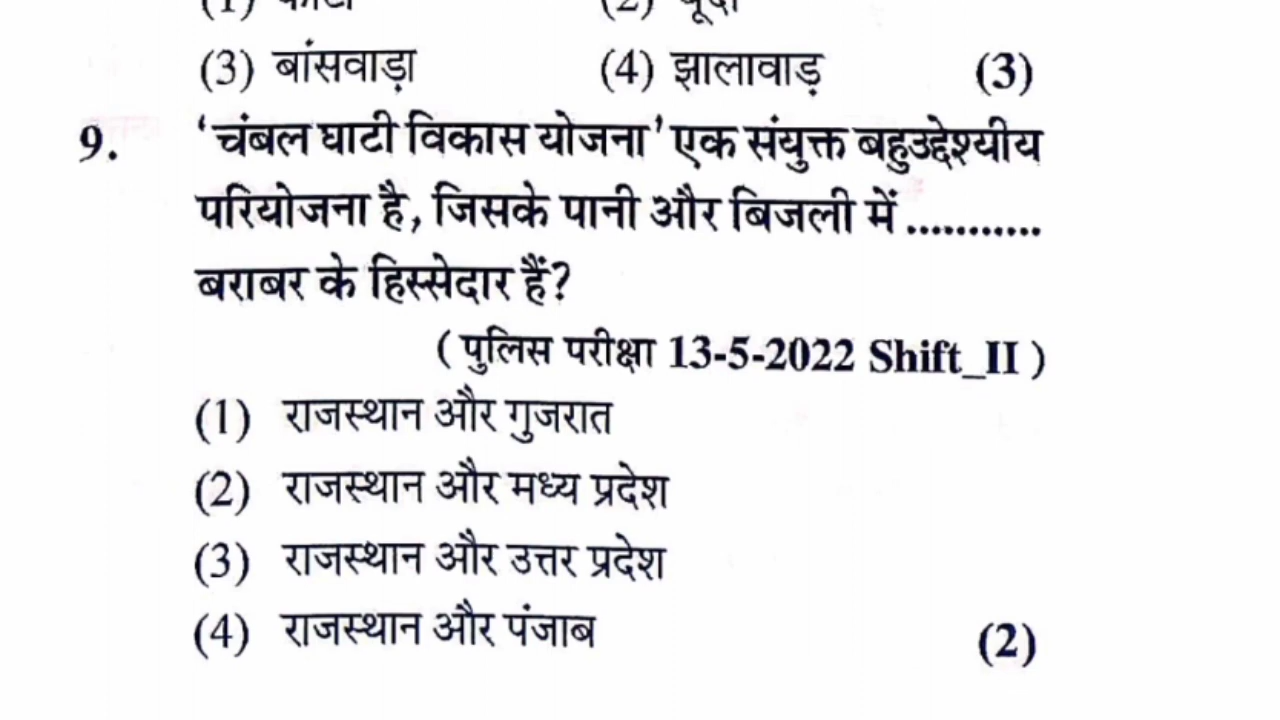 (3) बांसवाड़ा (4) झालावाड़ (3)
9. ‘चंबल घाटी विकास योजना’ एक संयुक्त बहुउद्देश्यीय
परियोजना है, जिसके पानी और बिजली में ...........
बराबर के हिस्सेदार हैं?
( पुलिस परीक्षा 13-5-2022 Shift_II )
(1) राजस्थान और गुजरात
(2) राजस्थान और मध्य प्रदेश
(3) राजस्थान और उत्तर प्रदेश
(4) राजस्थान और पंजाब (2)